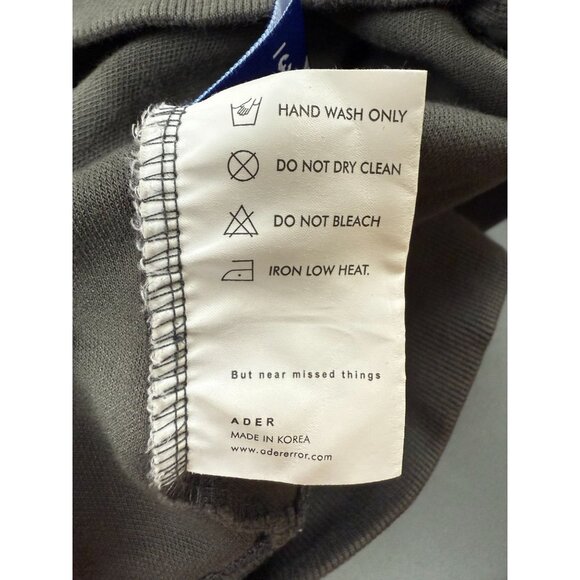 HAND WASH ONLY
DO NOT DRY CLEAN
DO NOT BLEACH
IRON LOW HEAT.
But near missed things
ADER
MADE IN KOREA
www.adererror.com